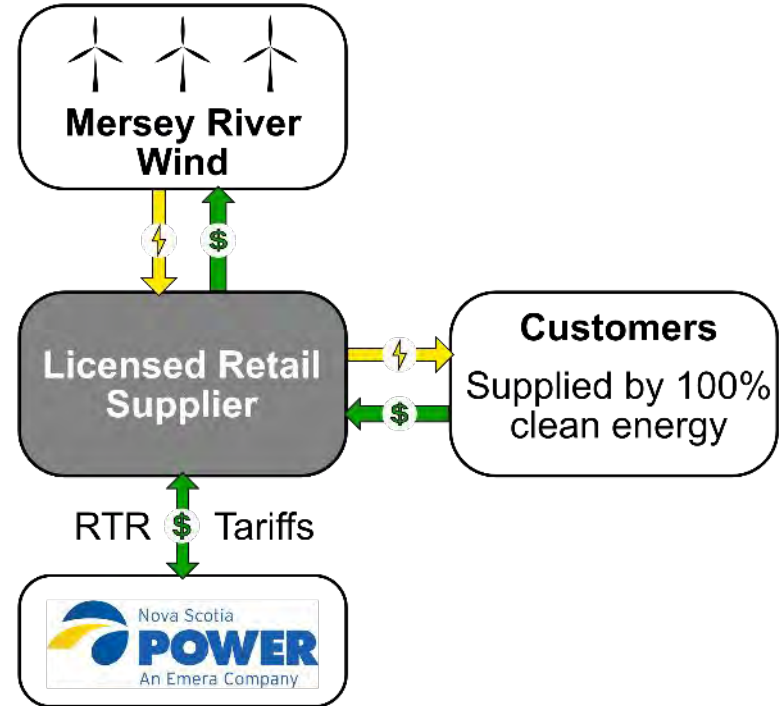 Mersey River
Wind
$
Licensed Retail
Supplier
Customers
Supplied by 100%
clean energy
$
RTR $ Tariffs
Nova Scotia
POWER
An Emera Company